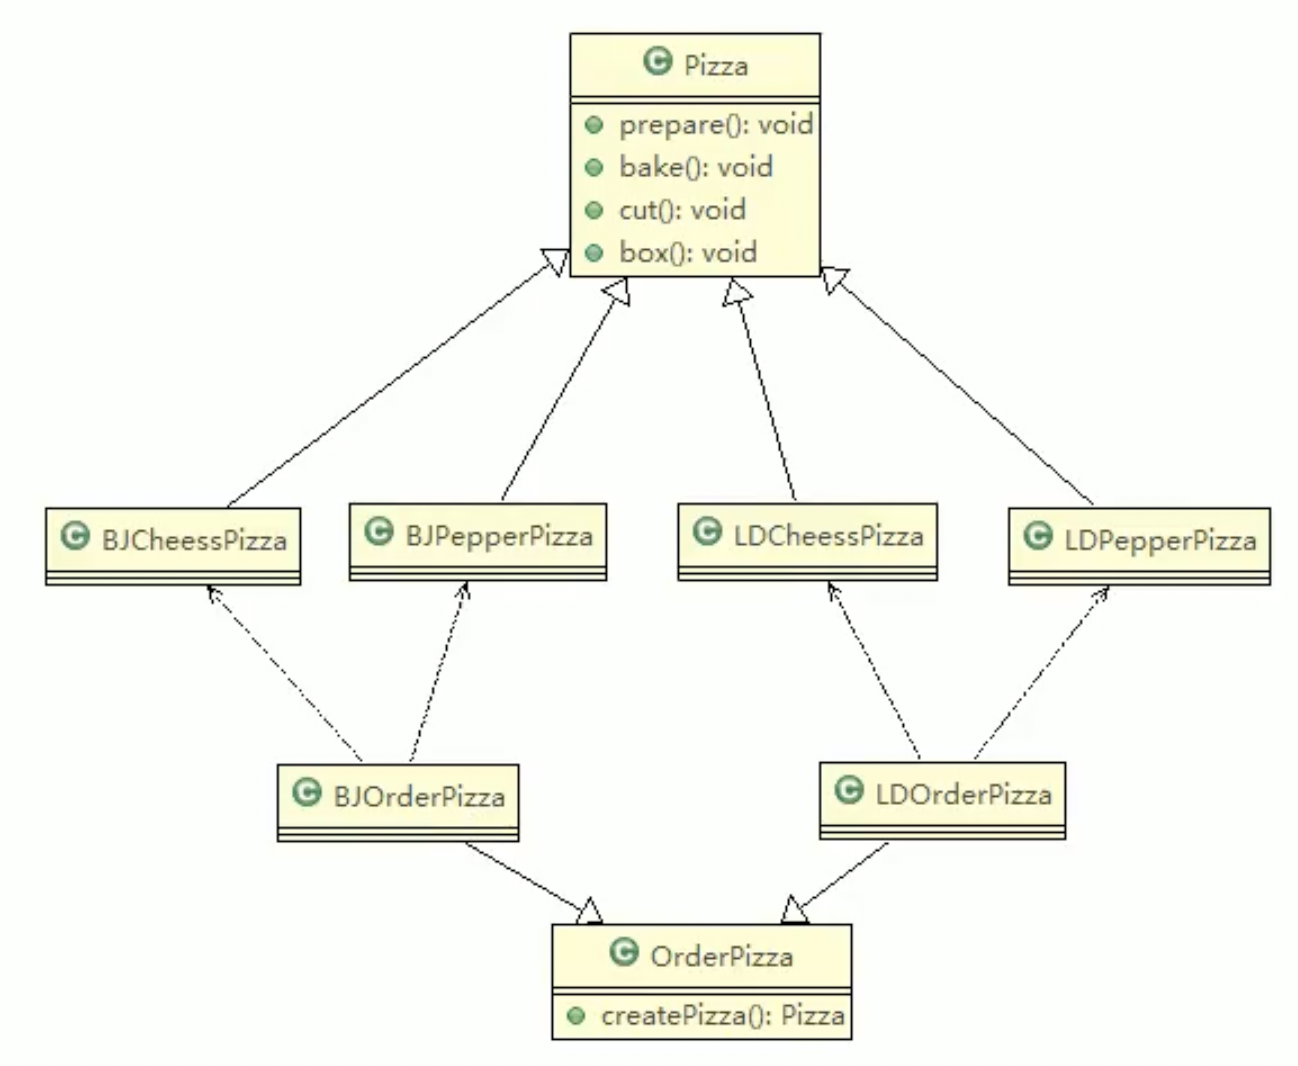 Pizza
prepare(): void
bake(): void
cut(): void
box(): void
BJCheessPizza
BJPepperPizza
LDCheessPizza
LDPepperPizza
BJOrderPizza
LDOrderPizza
OrderPizza
createPizza(): Pizza